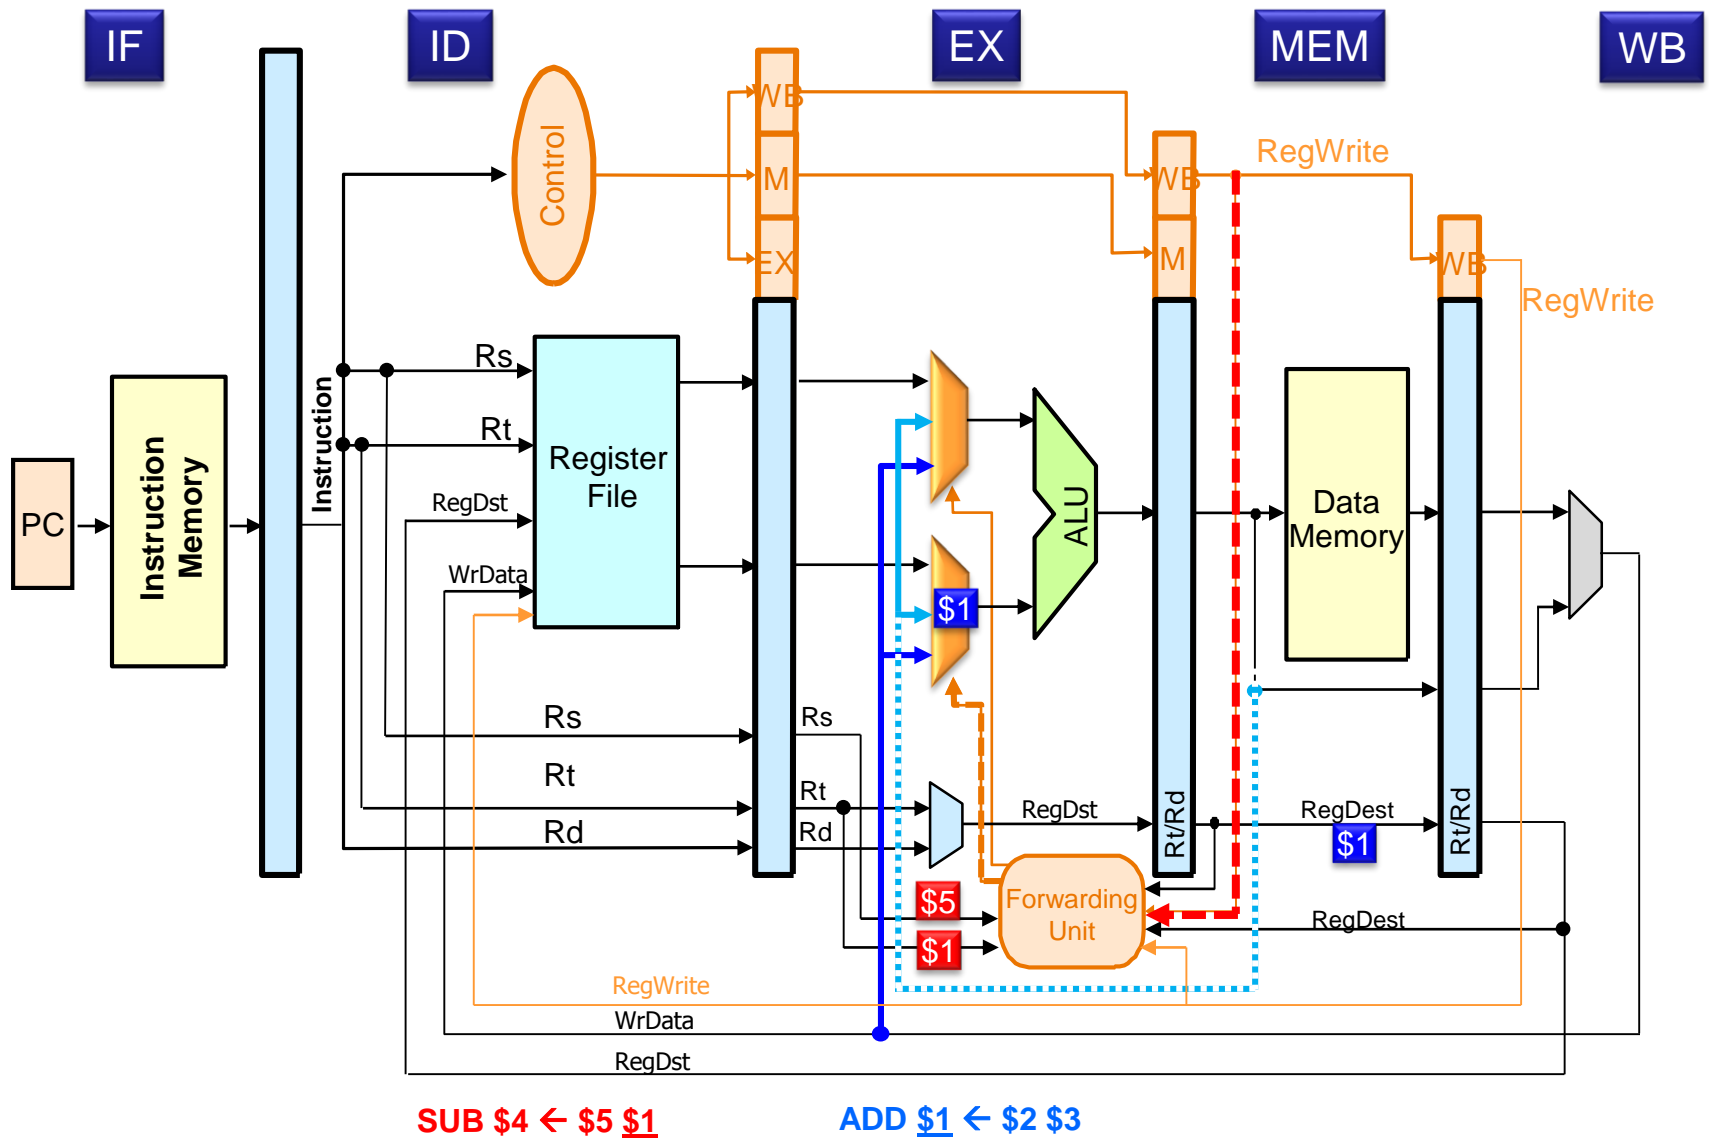 IF
ID
EX
MEM
WB
Control
WB
M
EX
WB
M
RegWrite
WB
RegWrite
Instruction
Rs
Rt
RegDst
WrData
Register
File
PC
Instruction
Memory
ALU
$1
Data
Memory
Rs
Rt
Rd
Rs
Rt
Rd
RegDst
Rt/Rd
RegDest
$1
Rt/Rd
$5
$1
Forwarding
Unit
RegDest
RegWrite
WrData
RegDst
SUB $4 ← $5 $1
ADD $1 ← $2 $3